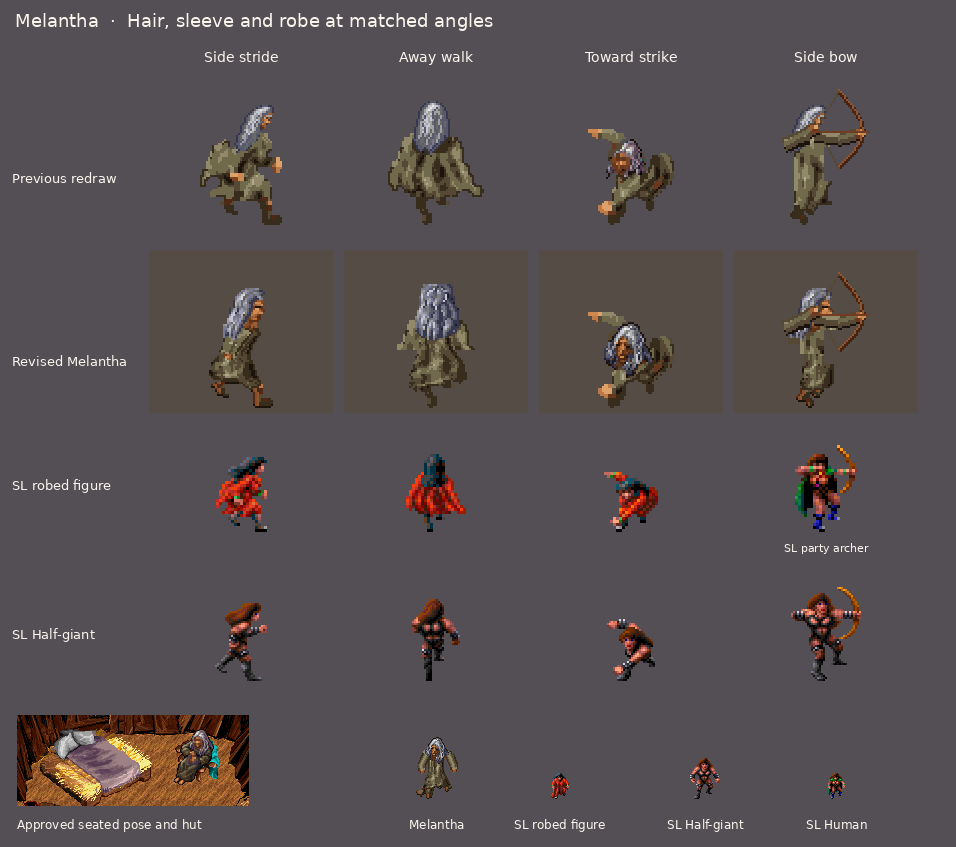 Melantha · Hair, sleeve and robe at matched angles
Side stride
Away walk
Toward strike
Side bow
Previous redraw
Revised Melantha
SL robed figure
SL party archer
SL Half-giant
Approved seated pose and hut
Melantha
SL robed figure
SL Half-giant
SL Human